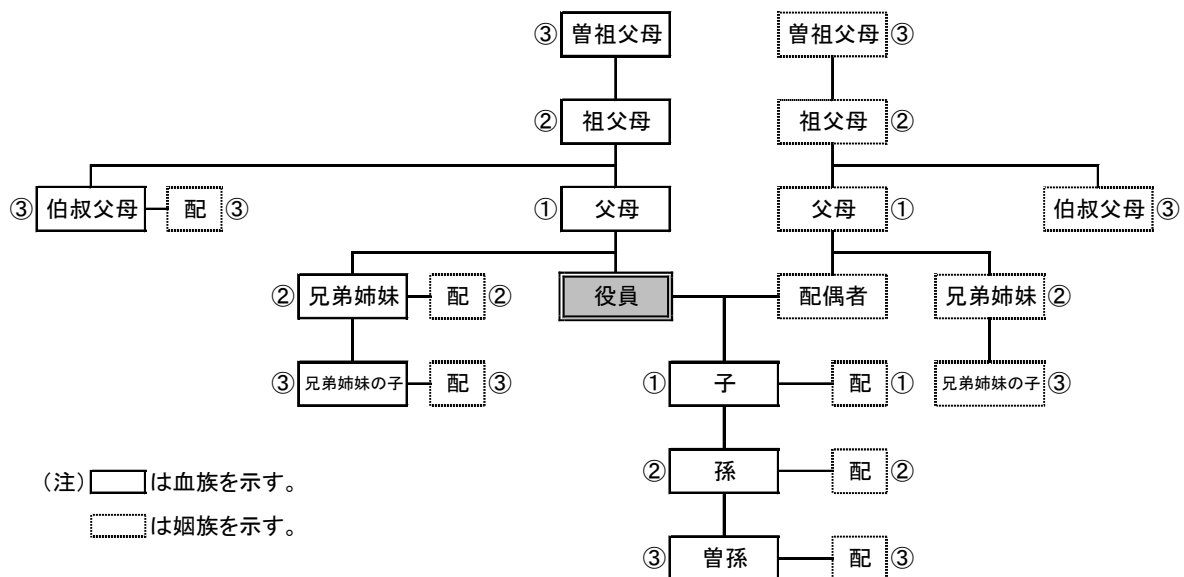 ③ 曽祖父母 曽祖父母 ③
② 祖父母 祖父母 ②
③ 伯叔父母 配 ③ ① 父母 父母 ① 伯叔父母 ③
② 兄弟姉妹 配 ② 役員 配偶者 兄弟姉妹 ②
③ 兄弟姉妹の子 配 ③ ① 子 配 ① 兄弟姉妹の子 ③
② 孫 配 ②
(注) は血族を示す。
は姻族を示す。
③ 曽孫 配 ③